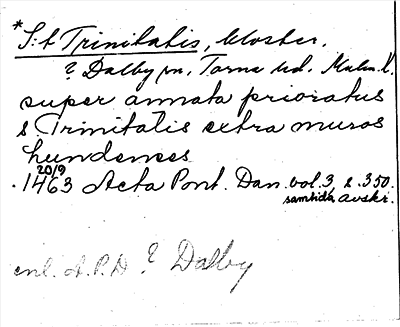 * S:t Trinitatis, kloster.
? Dalby sn, Torna hd. Malm. l.
super annata prioratus
s. Trinitatis extra muros
lundenses
20/9
1463 Acta Pont. Dan. vol. 3, s. 350.
samtida avskr.
enl. A.P.D ? Dalby